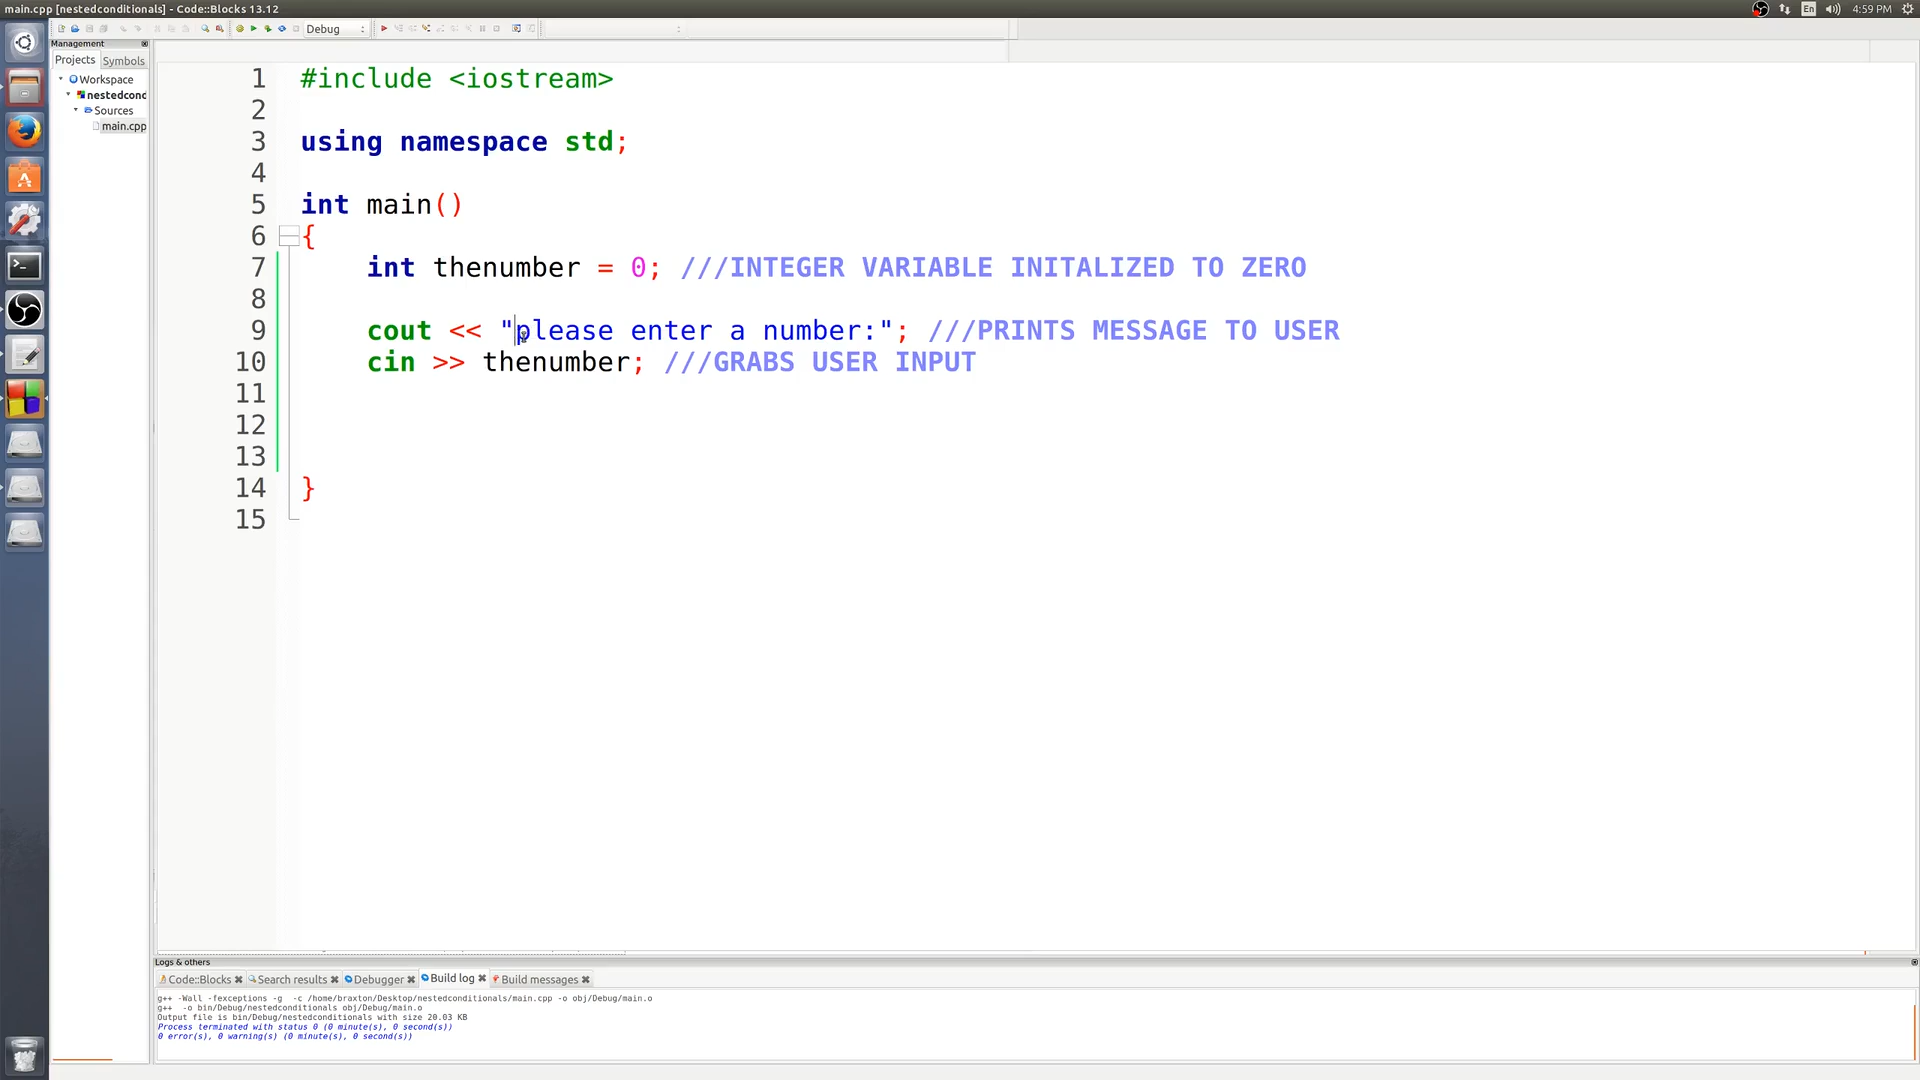 main.cpp [nestedconditionals] - Code::Blocks 13.12
En
4:59 PM
Debug
Management
Projects Symbols
Workspace
nestedcond
Sources
main.cpp
1 #include <iostream>
2
3 using namespace std;
4
5 int main()
6 {
7 int thenumber = 0; ///INTEGER VARIABLE INITALIZED TO ZERO
8
9 cout << "please enter a number:"; ///PRINTS MESSAGE TO USER
10 cin >> thenumber; ///GRABS USER INPUT
11
12
13
14 }
15
Logs & others
Code::Blocks Search results Debugger Build log Build messages
g++ -Wall -fexceptions -g -c /home/braxton/Desktop/nestedconditionals/main.cpp -o obj/Debug/main.o
g++ -o bin/Debug/nestedconditionals obj/Debug/main.o
Output file is bin/Debug/nestedconditionals with size 20.03 KB
Process terminated with status 0 (0 minute(s), 0 second(s))
0 error(s), 0 warning(s) (0 minute(s), 0 second(s))